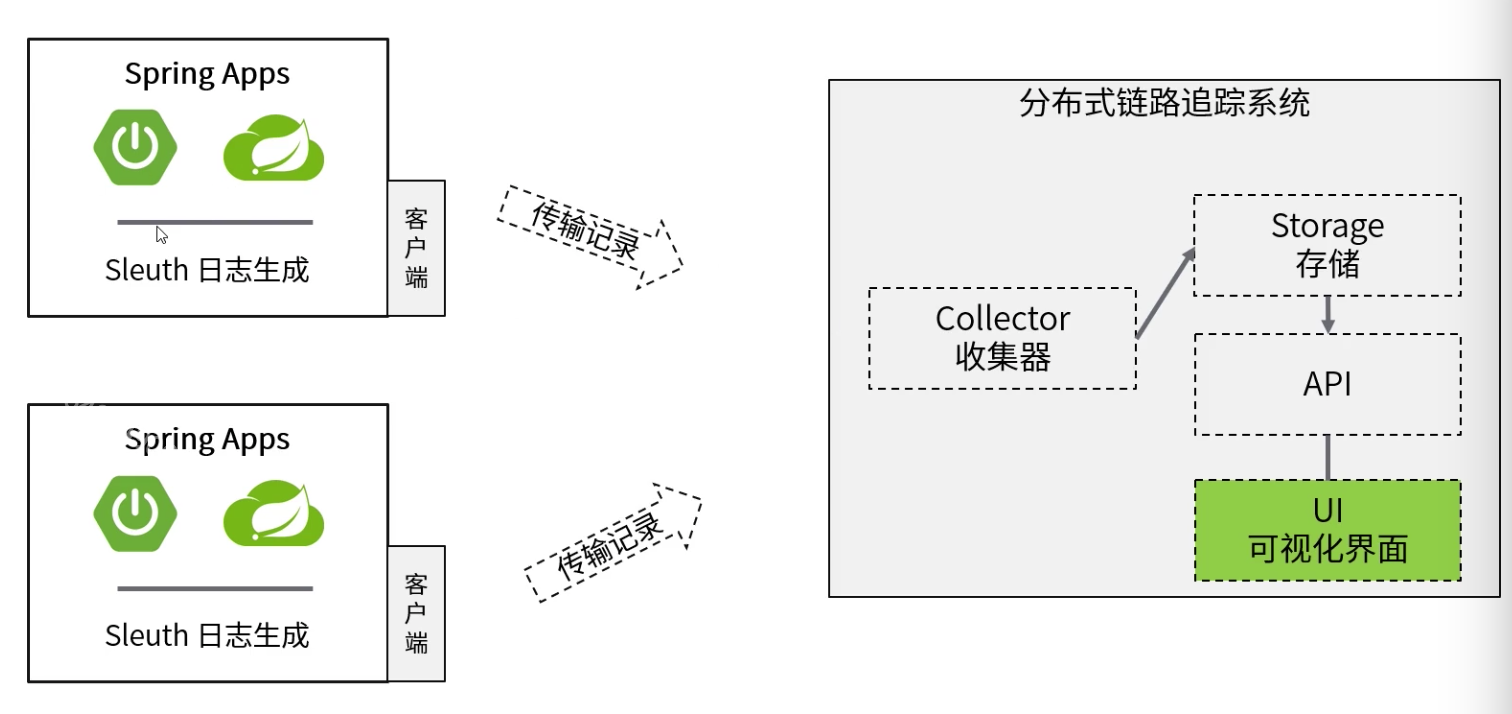 Spring Apps
Sleuth 日志生成
客户端
传输记录
Spring Apps
Sleuth 日志生成
客户端
传输记录
分布式链路追踪系统
Collector
收集器
Storage
存储
API
UI
可视化界面